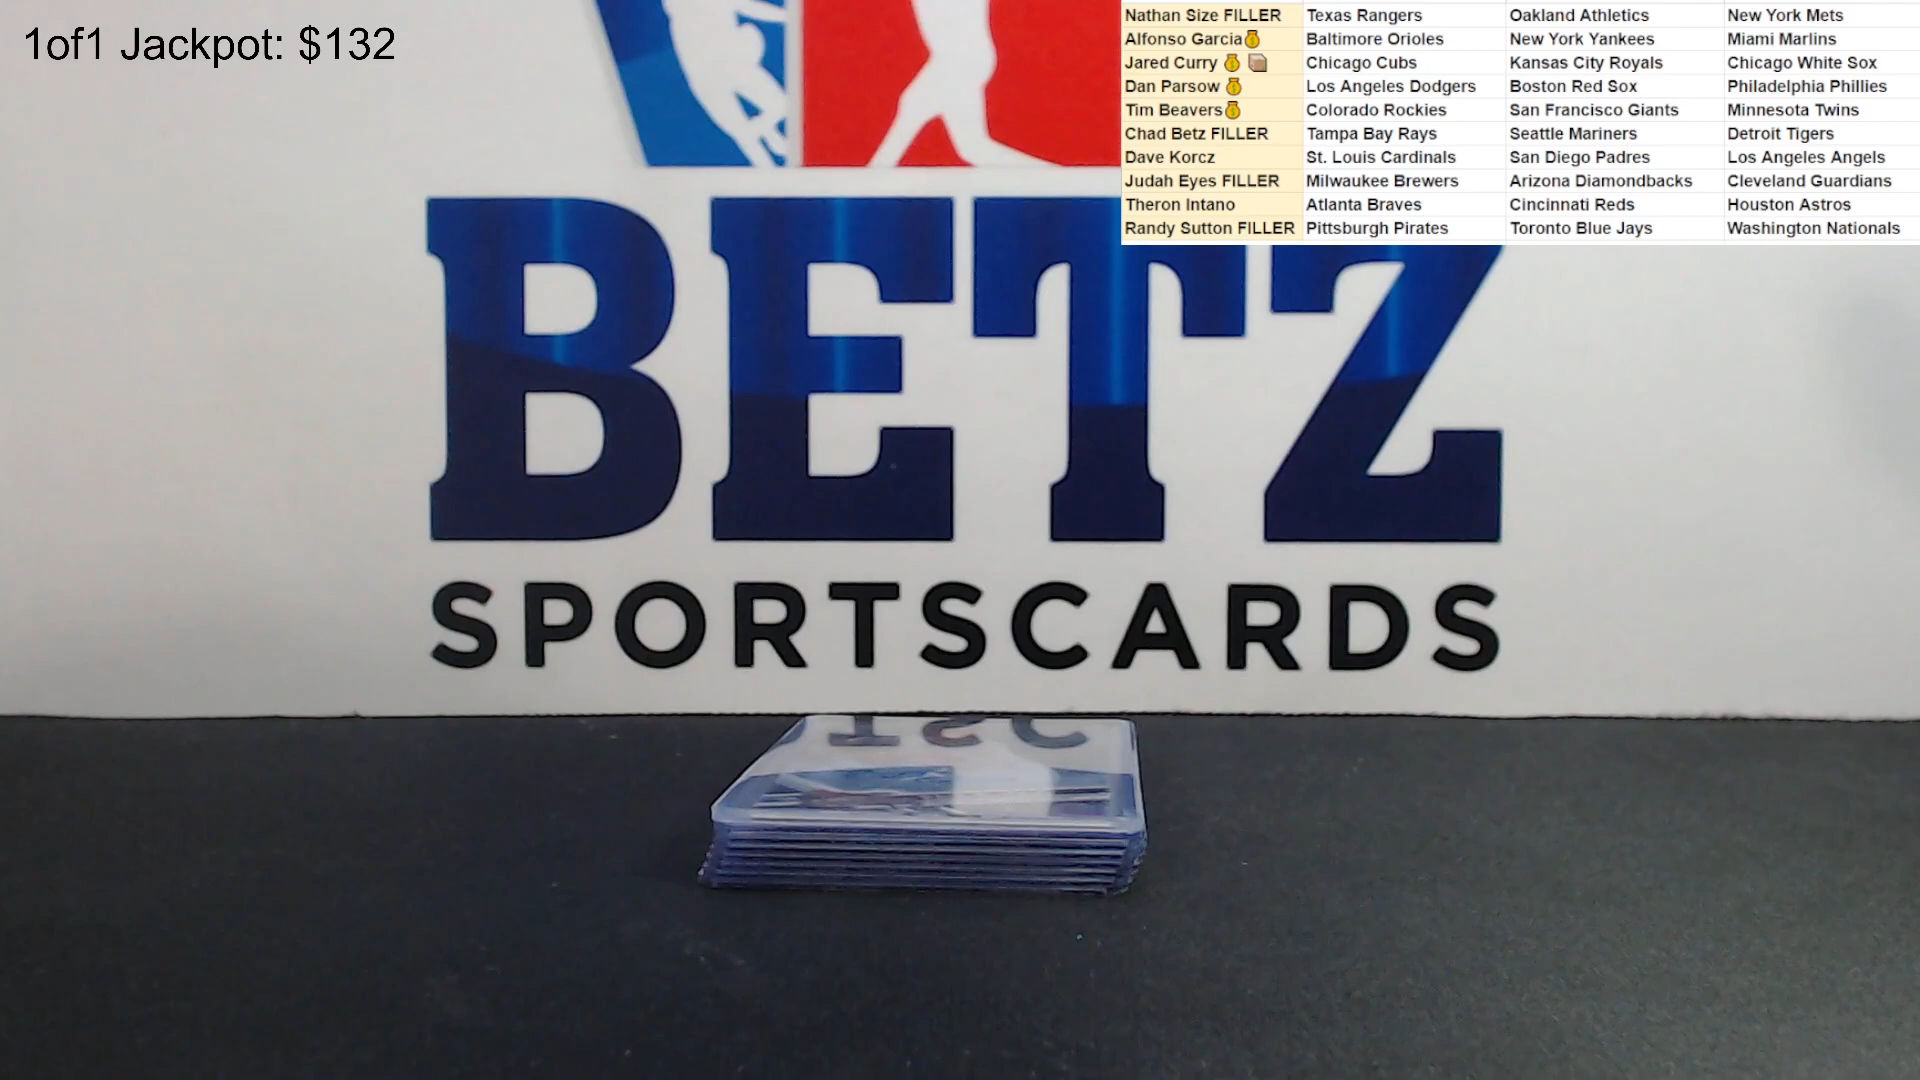 1of1 Jackpot: $132
Nathan Size FILLER Texas Rangers Oakland Athletics New York Mets
Alfonso Garcia💰 Baltimore Orioles New York Yankees Miami Marlins
Jared Curry 💰 📦 Chicago Cubs Kansas City Royals Chicago White Sox
Dan Parsow 💰 Los Angeles Dodgers Boston Red Sox Philadelphia Phillies
Tim Beavers💰 Colorado Rockies San Francisco Giants Minnesota Twins
Chad Betz FILLER Tampa Bay Rays Seattle Mariners Detroit Tigers
Dave Korcz St. Louis Cardinals San Diego Padres Los Angeles Angels
Judah Eyes FILLER Milwaukee Brewers Arizona Diamondbacks Cleveland Guardians
Theron Intano Atlanta Braves Cincinnati Reds Houston Astros
Randy Sutton FILLER Pittsburgh Pirates Toronto Blue Jays Washington Nationals
BETZ
SPORTSCARDS